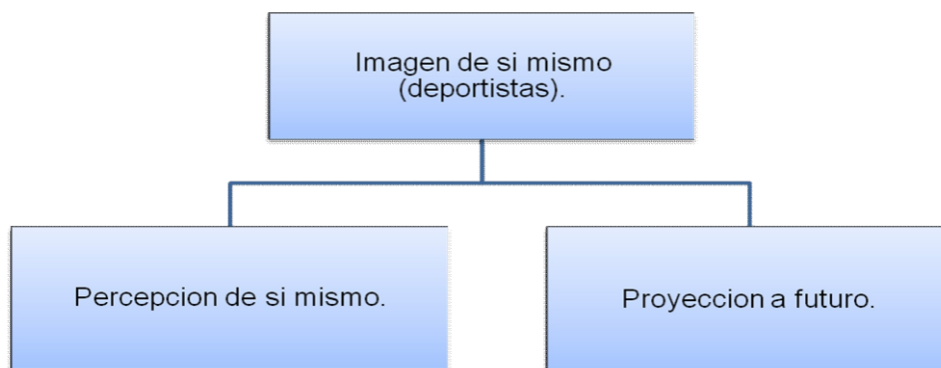 Imagen de si mismo
(deportistas).
Percepcion de si mismo.
Proyeccion a futuro.